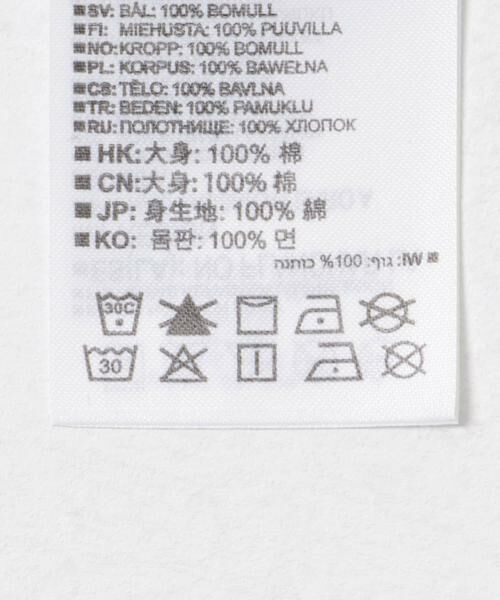 SV: BÅL: 100% BOMULL
FI: MIEHUSTA: 100% PUUVILLA
NO: KROPP: 100% BOMULL
PL: KORPUS: 100% BAWEŁNA
CS: TĚLO: 100% BAVLNA
TR: BEDEN: 100% PAMUKLU
RU: ПОЛОТНИЩЕ: 100% ХЛОПОК
HK: 大身: 100% 棉
CN: 大身: 100% 棉
JP: 身生地: 100% 綿
KO: 몸판: 100% 면
IW: גוף: 100% כותנה
30C
30